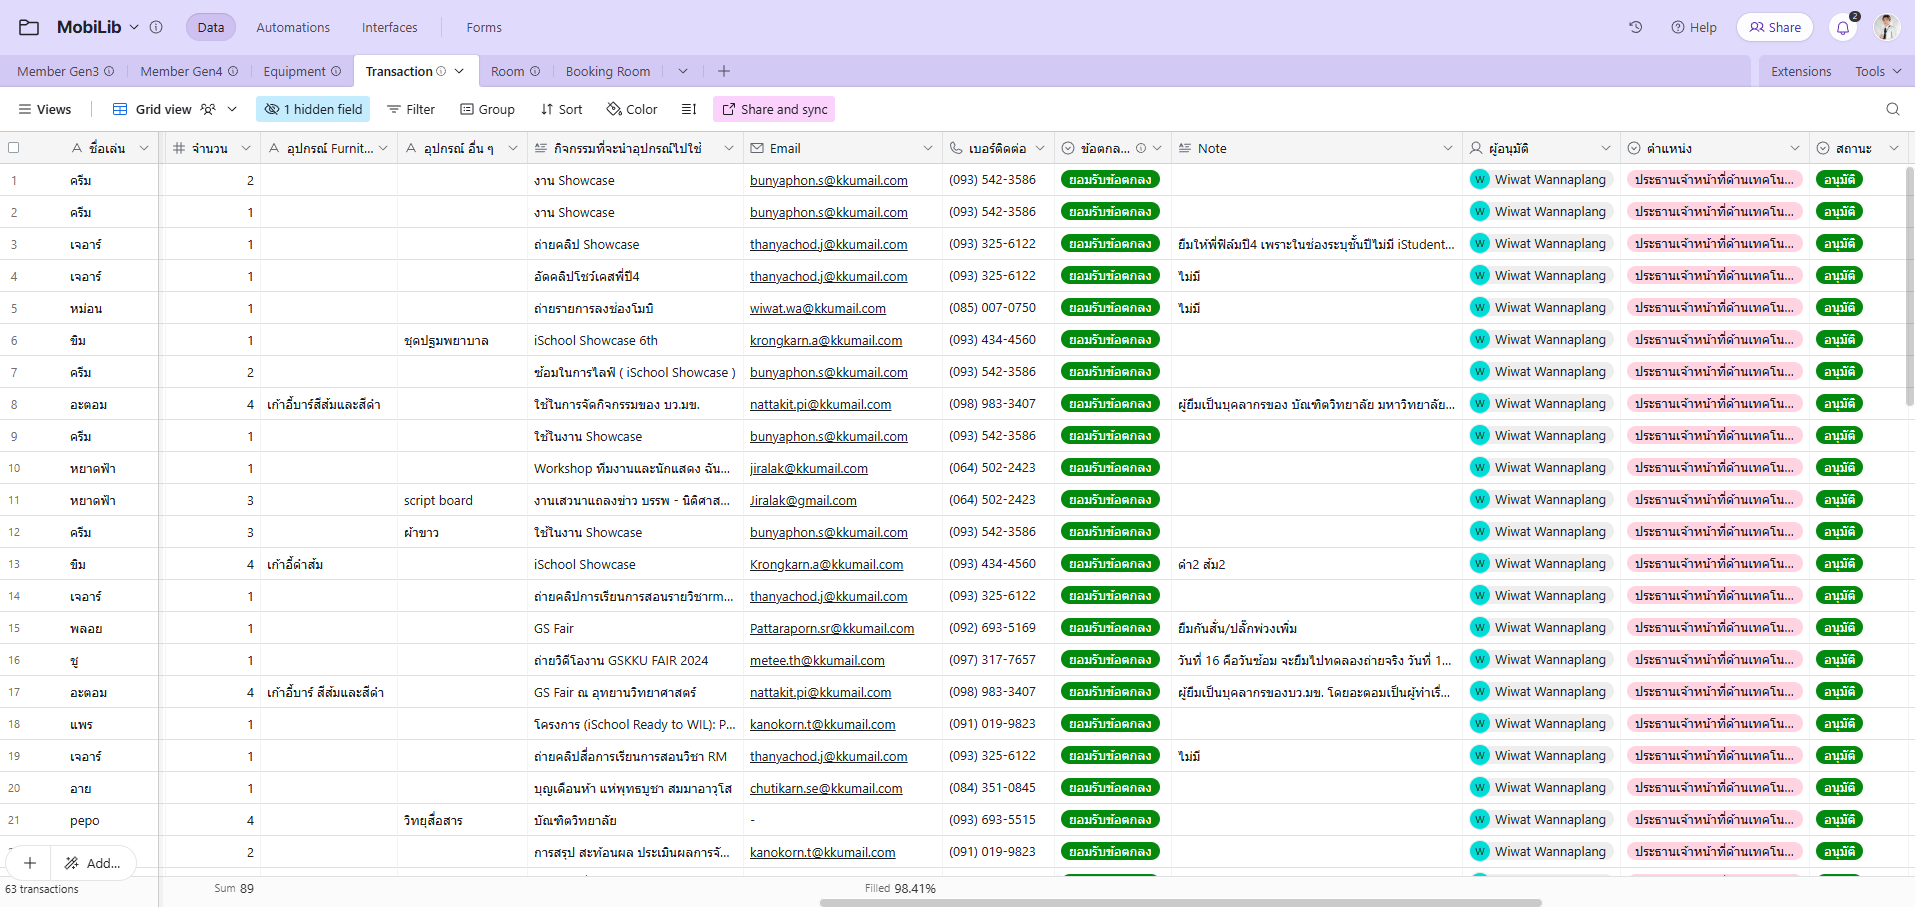 MobiLib Data Automations Interfaces Forms Help Share 2
Member Gen3 Member Gen4 Equipment Transaction Room Booking Room Extensions Tools
Views Grid view 1 hidden field Filter Group Sort Color Share and sync
ชื่อเล่น จำนวน อุปกรณ์ Furnit... อุปกรณ์ อื่น ๆ กิจกรรมที่จะนำอุปกรณ์ไปใช้ Email เบอร์ติดต่อ ข้อตกล... Note ผู้อนุมัติ ตำแหน่ง สถานะ
1 ครีม 2 งาน Showcase bunyaphon.s@kkumail.com (093) 542-3586 ยอมรับข้อตกลง W Wiwat Wannaplang ประธานเจ้าหน้าที่ด้านเทคโน... อนุมัติ
2 ครีม 1 งาน Showcase bunyaphon.s@kkumail.com (093) 542-3586 ยอมรับข้อตกลง W Wiwat Wannaplang ประธานเจ้าหน้าที่ด้านเทคโน... อนุมัติ
3 เจอาร์ 1 ถ่ายคลิป Showcase thanyachod.j@kkumail.com (093) 325-6122 ยอมรับข้อตกลง ยืมให้พี่ฟิล์มปี4 เพราะในช่องระบุชั้นปีไม่มี iStudent... W Wiwat Wannaplang ประธานเจ้าหน้าที่ด้านเทคโน... อนุมัติ
4 เจอาร์ 1 อัดคลิปโชว์เคสพี่ปี4 thanyachod.j@kkumail.com (093) 325-6122 ยอมรับข้อตกลง ไม่มี W Wiwat Wannaplang ประธานเจ้าหน้าที่ด้านเทคโน... อนุมัติ
5 หม่อน 1 ถ่ายรายการลงช่องโมบิ wiwat.wa@kkumail.com (085) 007-0750 ยอมรับข้อตกลง ไม่มี W Wiwat Wannaplang ประธานเจ้าหน้าที่ด้านเทคโน... อนุมัติ
6 ขิม 1 ชุดปฐมพยาบาล iSchool Showcase 6th krongkarn.a@kkumail.com (093) 434-4560 ยอมรับข้อตกลง W Wiwat Wannaplang ประธานเจ้าหน้าที่ด้านเทคโน... อนุมัติ
7 ครีม 2 ซ้อมในการไลฟ์ ( iSchool Showcase ) bunyaphon.s@kkumail.com (093) 542-3586 ยอมรับข้อตกลง W Wiwat Wannaplang ประธานเจ้าหน้าที่ด้านเทคโน... อนุมัติ
8 อะตอม 4 เก้าอี้บาร์สีส้มและสีดำ ใช้ในการจัดกิจกรรมของ บว.มข. nattakit.pi@kkumail.com (098) 983-3407 ยอมรับข้อตกลง ผู้ยืมเป็นบุคลากรของ บัณฑิตวิทยาลัย มหาวิทยาลัย... W Wiwat Wannaplang ประธานเจ้าหน้าที่ด้านเทคโน... อนุมัติ
9 ครีม 1 ใช้ในงาน Showcase bunyaphon.s@kkumail.com (093) 542-3586 ยอมรับข้อตกลง W Wiwat Wannaplang ประธานเจ้าหน้าที่ด้านเทคโน... อนุมัติ
10 หยาดฟ้า 1 Workshop ทีมงานและนักแสดง ฉัน... jiralak@kkumail.com (064) 502-2423 ยอมรับข้อตกลง W Wiwat Wannaplang ประธานเจ้าหน้าที่ด้านเทคโน... อนุมัติ
11 หยาดฟ้า 3 script board งานเสวนาแถลงข่าว บรรพ - นิติศาส... Jiralak@gmail.com (064) 502-2423 ยอมรับข้อตกลง W Wiwat Wannaplang ประธานเจ้าหน้าที่ด้านเทคโน... อนุมัติ
12 ครีม 3 ผ้าขาว ใช้ในงาน Showcase bunyaphon.s@kkumail.com (093) 542-3586 ยอมรับข้อตกลง W Wiwat Wannaplang ประธานเจ้าหน้าที่ด้านเทคโน... อนุมัติ
13 ขิม 4 เก้าอี้ดำส้ม iSchool Showcase Krongkarn.a@kkumail.com (093) 434-4560 ยอมรับข้อตกลง ดำ2 ส้ม2 W Wiwat Wannaplang ประธานเจ้าหน้าที่ด้านเทคโน... อนุมัติ
14 เจอาร์ 1 ถ่ายคลิปการเรียนการสอนรายวิชาrm... thanyachod.j@kkumail.com (093) 325-6122 ยอมรับข้อตกลง W Wiwat Wannaplang ประธานเจ้าหน้าที่ด้านเทคโน... อนุมัติ
15 พลอย 1 GS Fair Pattaraporn.sr@kkumail.com (092) 693-5169 ยอมรับข้อตกลง ยืมกันสั่น/ปลั๊กพ่วงเพิ่ม W Wiwat Wannaplang ประธานเจ้าหน้าที่ด้านเทคโน... อนุมัติ
16 ชู 1 ถ่ายวิดีโองาน GSKKU FAIR 2024 metee.th@kkumail.com (097) 317-7657 ยอมรับข้อตกลง วันที่ 16 คือวันซ้อม จะยืมไปทดลองถ่ายจริง วันที่ 1... W Wiwat Wannaplang ประธานเจ้าหน้าที่ด้านเทคโน... อนุมัติ
17 อะตอม 4 เก้าอี้บาร์ สีส้มและสีดำ GS Fair ณ อุทยานวิทยาศาสตร์ nattakit.pi@kkumail.com (098) 983-3407 ยอมรับข้อตกลง ผู้ยืมเป็นบุคลากรของบว.มข. โดยอะตอมเป็นผู้ทำเรื่... W Wiwat Wannaplang ประธานเจ้าหน้าที่ด้านเทคโน... อนุมัติ
18 แพร 1 โครงการ (iSchool Ready to WIL): P... kanokorn.t@kkumail.com (091) 019-9823 ยอมรับข้อตกลง W Wiwat Wannaplang ประธานเจ้าหน้าที่ด้านเทคโน... อนุมัติ
19 เจอาร์ 1 ถ่ายคลิปสื่อการเรียนการสอนวิชา RM thanyachod.j@kkumail.com (093) 325-6122 ยอมรับข้อตกลง ไม่มี W Wiwat Wannaplang ประธานเจ้าหน้าที่ด้านเทคโน... อนุมัติ
20 อาย 1 บุญเดือนห้า แห่พุทธบูชา สมมาอาวุโส chutikarn.se@kkumail.com (084) 351-0845 ยอมรับข้อตกลง W Wiwat Wannaplang ประธานเจ้าหน้าที่ด้านเทคโน... อนุมัติ
21 pepo 4 วิทยุสื่อสาร บัณฑิตวิทยาลัย - (093) 693-5515 ยอมรับข้อตกลง W Wiwat Wannaplang ประธานเจ้าหน้าที่ด้านเทคโน... อนุมัติ
Add... 2 การสรุป สะท้อนผล ประเมินผลการจั... kanokorn.t@kkumail.com (091) 019-9823 ยอมรับข้อตกลง W Wiwat Wannaplang ประธานเจ้าหน้าที่ด้านเทคโน... อนุมัติ
63 transactions Sum 89 Filled 98.41%